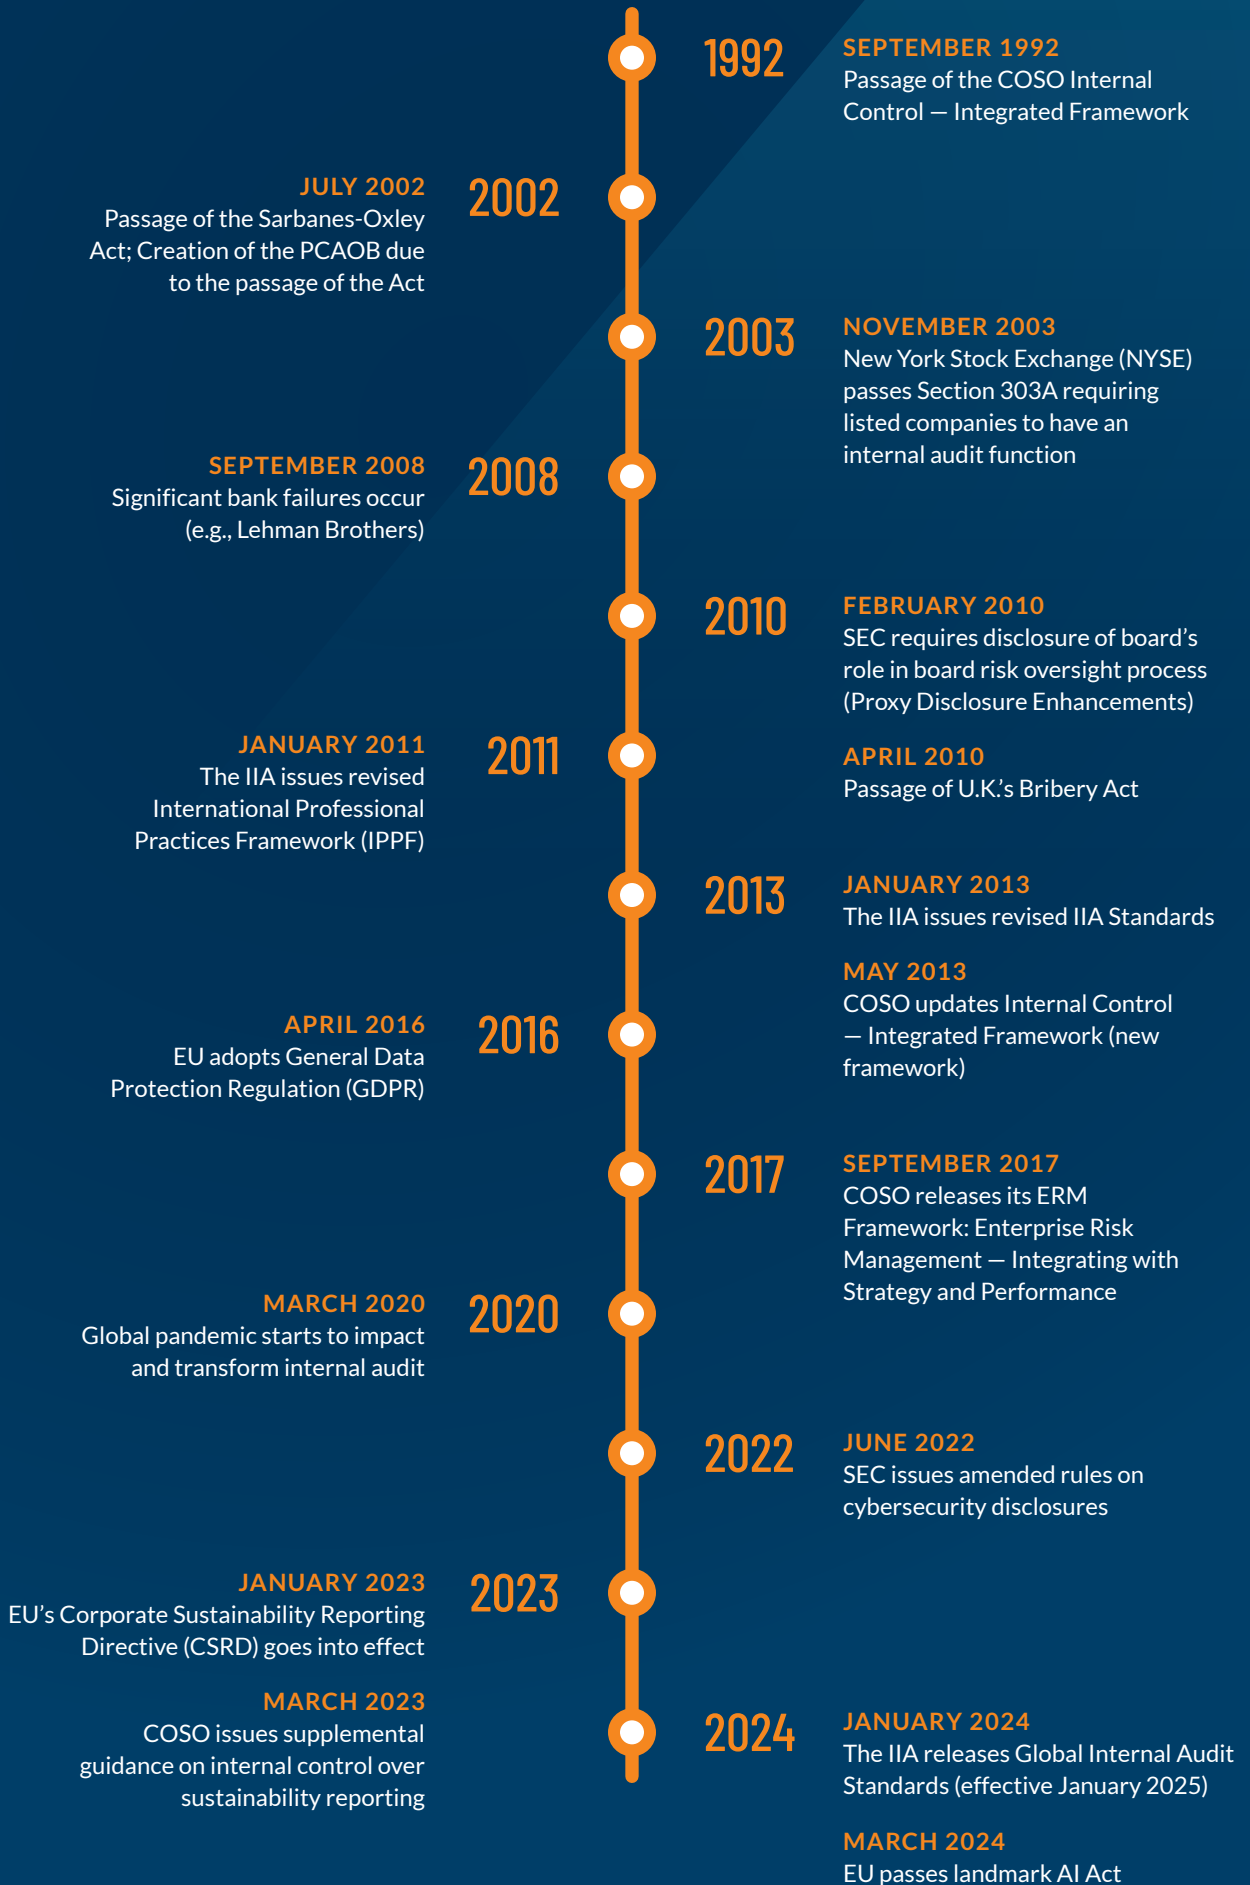 1992
SEPTEMBER 1992
Passage of the COSO Internal
Control — Integrated Framework
JULY 2002
Passage of the Sarbanes-Oxley
Act; Creation of the PCAOB due
to the passage of the Act
2002
2003
NOVEMBER 2003
New York Stock Exchange (NYSE)
passes Section 303A requiring
listed companies to have an
internal audit function
SEPTEMBER 2008
Significant bank failures occur
(e.g., Lehman Brothers)
2008
2010
FEBRUARY 2010
SEC requires disclosure of board’s
role in board risk oversight process
(Proxy Disclosure Enhancements)
APRIL 2010
Passage of U.K.’s Bribery Act
JANUARY 2011
The IIA issues revised
International Professional
Practices Framework (IPPF)
2011
2013
JANUARY 2013
The IIA issues revised IIA Standards
MAY 2013
COSO updates Internal Control
— Integrated Framework (new
framework)
APRIL 2016
EU adopts General Data
Protection Regulation (GDPR)
2016
2017
SEPTEMBER 2017
COSO releases its ERM
Framework: Enterprise Risk
Management — Integrating with
Strategy and Performance
MARCH 2020
Global pandemic starts to impact
and transform internal audit
2020
2022
JUNE 2022
SEC issues amended rules on
cybersecurity disclosures
JANUARY 2023
EU’s Corporate Sustainability Reporting
Directive (CSRD) goes into effect
MARCH 2023
COSO issues supplemental
guidance on internal control over
sustainability reporting
2023
2024
JANUARY 2024
The IIA releases Global Internal Audit
Standards (effective January 2025)
MARCH 2024
EU passes landmark AI Act